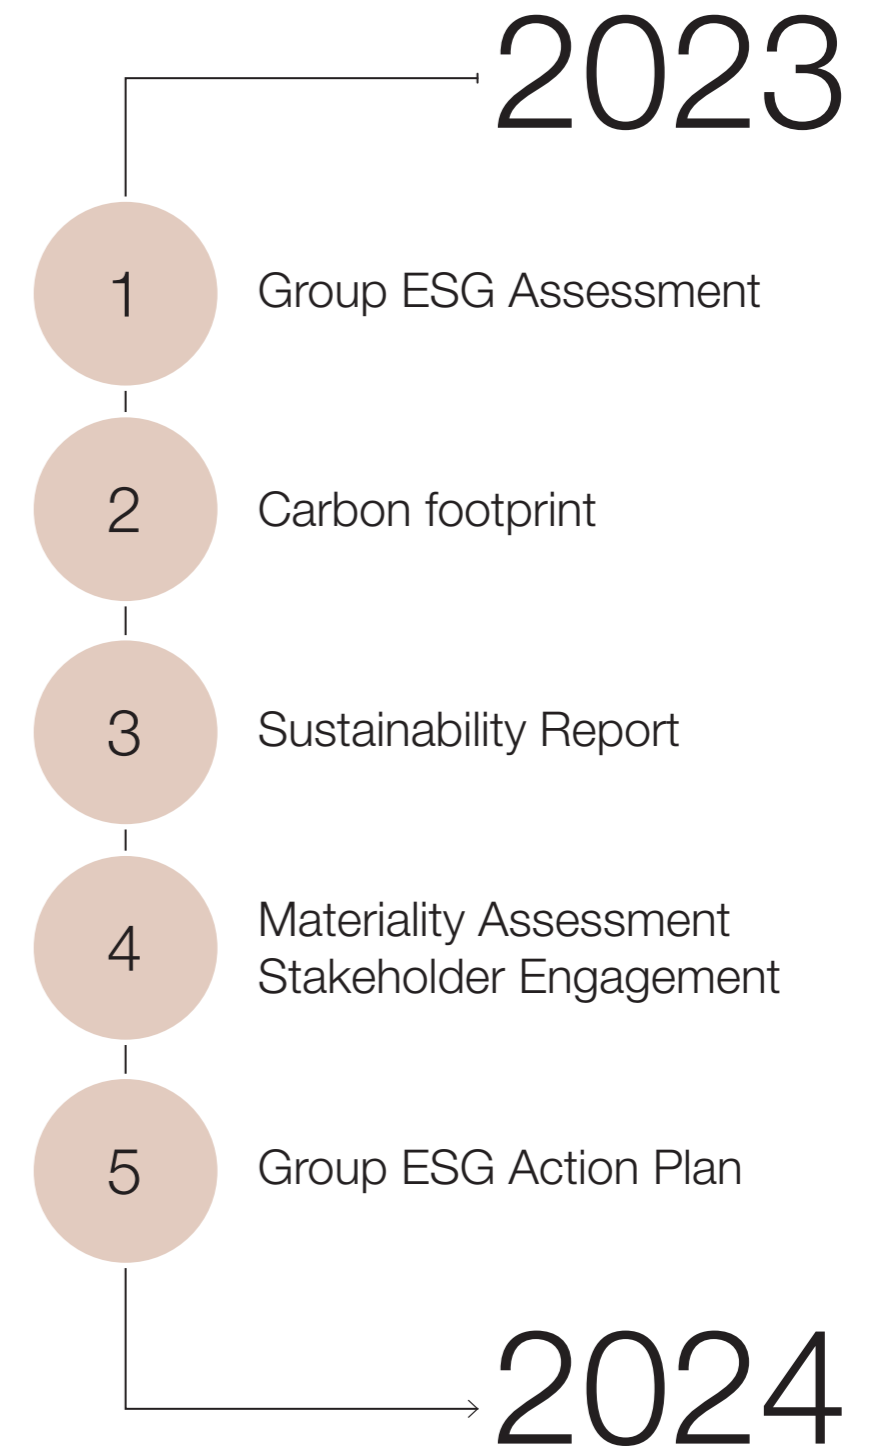 2023
1
Group ESG Assessment
2
Carbon footprint
3
Sustainability Report
4
Materiality Assessment
Stakeholder Engagement
5
Group ESG Action Plan
2024